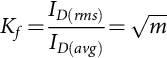 K_f = I_D(rms) / I_D(avg) = √m